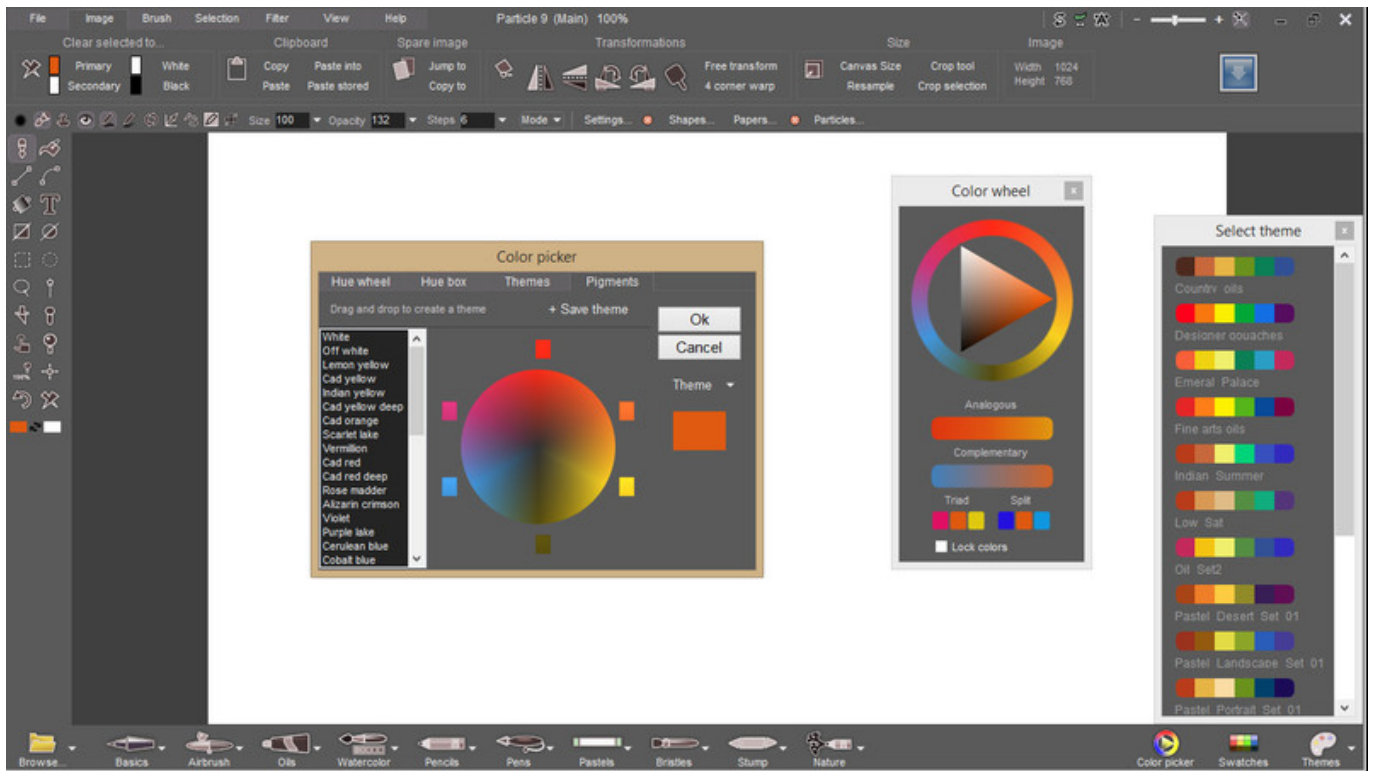 File Image Brush Selection Filter View Help Particle 9 (Main) 100%
Clear selected to... Clipboard Spare image Transformations Size Image
Primary White Copy Paste into Jump to Free transform Canvas Size Crop tool Width 1024
Secondary Black Paste Paste stored Copy to 4 corner warp Resample Crop selection Height 768
Size 100 Opacity 132 Steps 6 Mode Settings... Shapes... Papers... Particles...
Color picker
Hue wheel Hue box Themes Pigments
Drag and drop to create a theme + Save theme
Ok
Cancel
Theme
White
Off white
Lemon yellow
Cad yellow
Indian yellow
Cad yellow deep
Cad orange
Scarlet lake
Vermillion
Cad red
Cad red deep
Rose madder
Alizarin crimson
Violet
Purple lake
Cerulean blue
Cobalt blue
Color wheel
Analogous
Complementary
Triad Split
Lock colors
Select theme
Country oils
Designer gouaches
Emeral Palace
Fine arts oils
Indian Summer
Low Sat
Oil Set2
Pastel Desert Set 01
Pastel Landscape Set 01
Pastel Portrait Set 01
Browse... Basics Airbrush Oils Watercolor Pencils Pens Pastels Bristles Stump Nature Color picker Swatches Themes